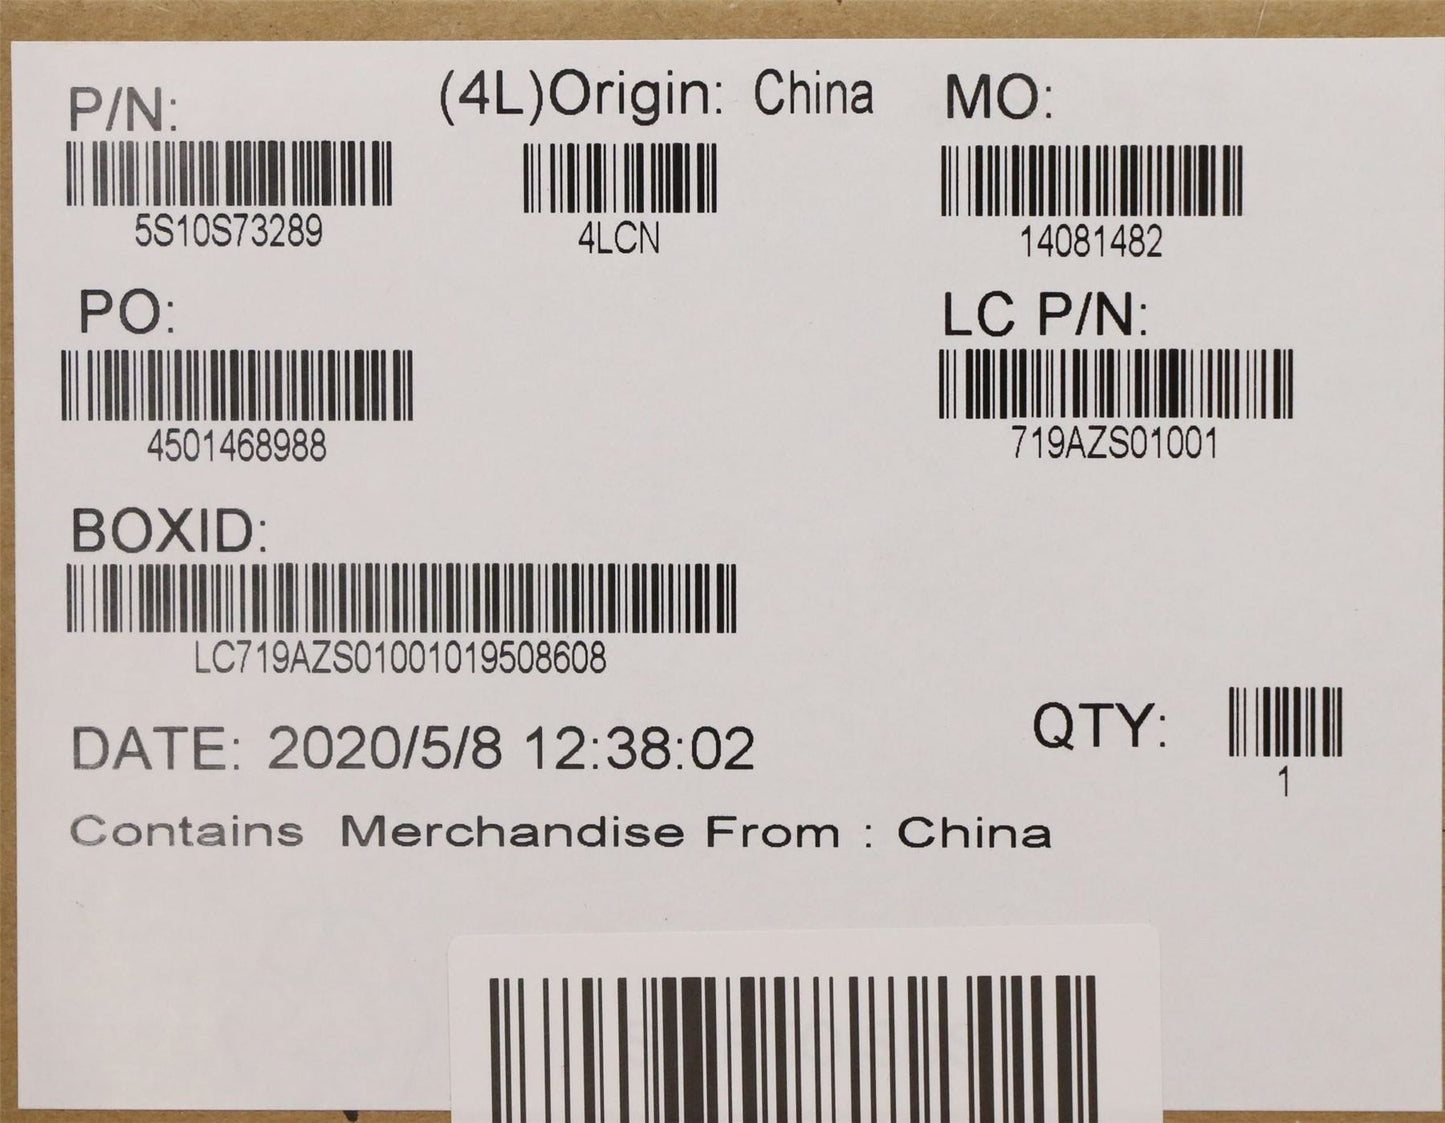 P/N: (4L)Origin: China MO:
5S10S73289 4LCN 14081482
PO: LC P/N:
4501468988 719AZS01001
BOXID:
LC719AZS01001019508608
DATE: 2020/5/8 12:38:02 QTY:
1
Contains Merchandise From : China